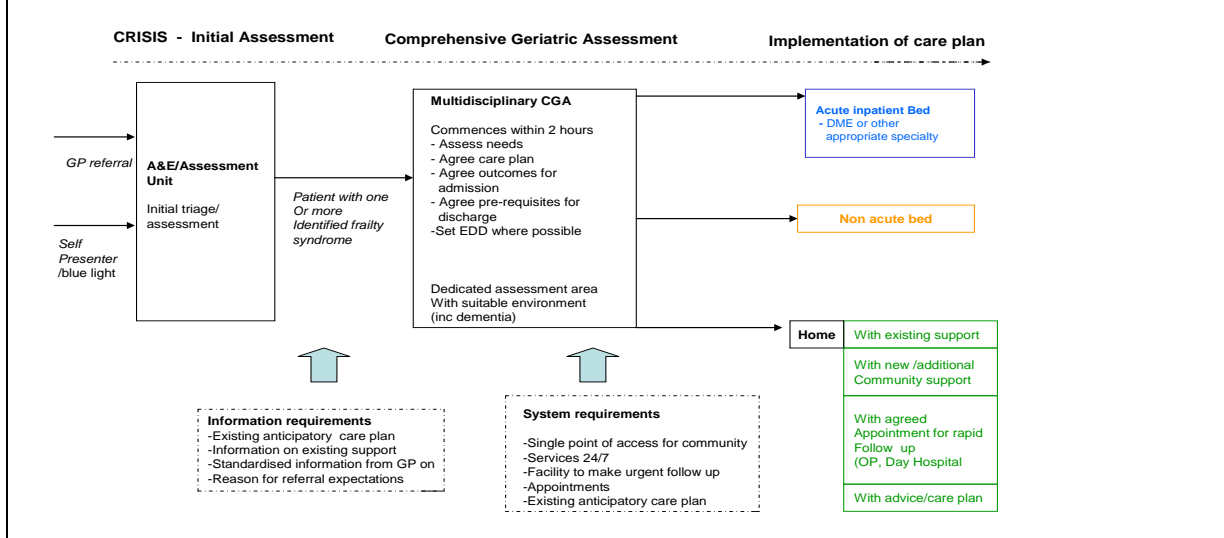 CRISIS - Initial Assessment
Comprehensive Geriatric Assessment
Implementation of care plan
GP referral
Self
Presenter
/blue light
A&E/Assessment
Unit
Initial triage/
assessment
Patient with one
Or more
Identified frailty
syndrome
Multidisciplinary CGA
Commences within 2 hours
- Assess needs
- Agree care plan
- Agree outcomes for
admission
- Agree pre-requisites for
discharge
-Set EDD where possible
Dedicated assessment area
With suitable environment
(inc dementia)
Acute inpatient Bed
- DME or other
appropriate specialty
Non acute bed
Home
With existing support
With new /additional
Community support
With agreed
Appointment for rapid
Follow up
(OP, Day Hospital
With advice/care plan
Information requirements
-Existing anticipatory care plan
-Information on existing support
-Standardised information from GP on
-Reason for referral expectations
System requirements
-Single point of access for community
-Services 24/7
-Facility to make urgent follow up
-Appointments
-Existing anticipatory care plan